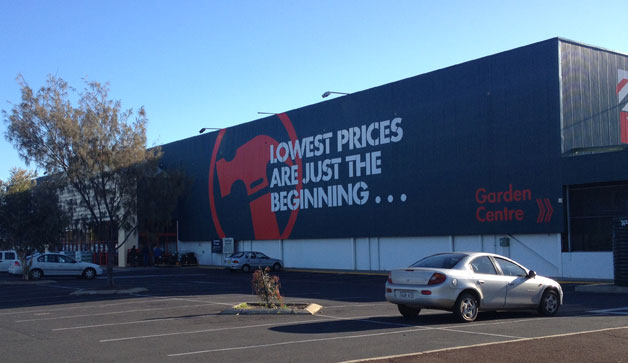 LOWEST PRICES
ARE JUST THE
BEGINNING...
Garden
Centre >>>